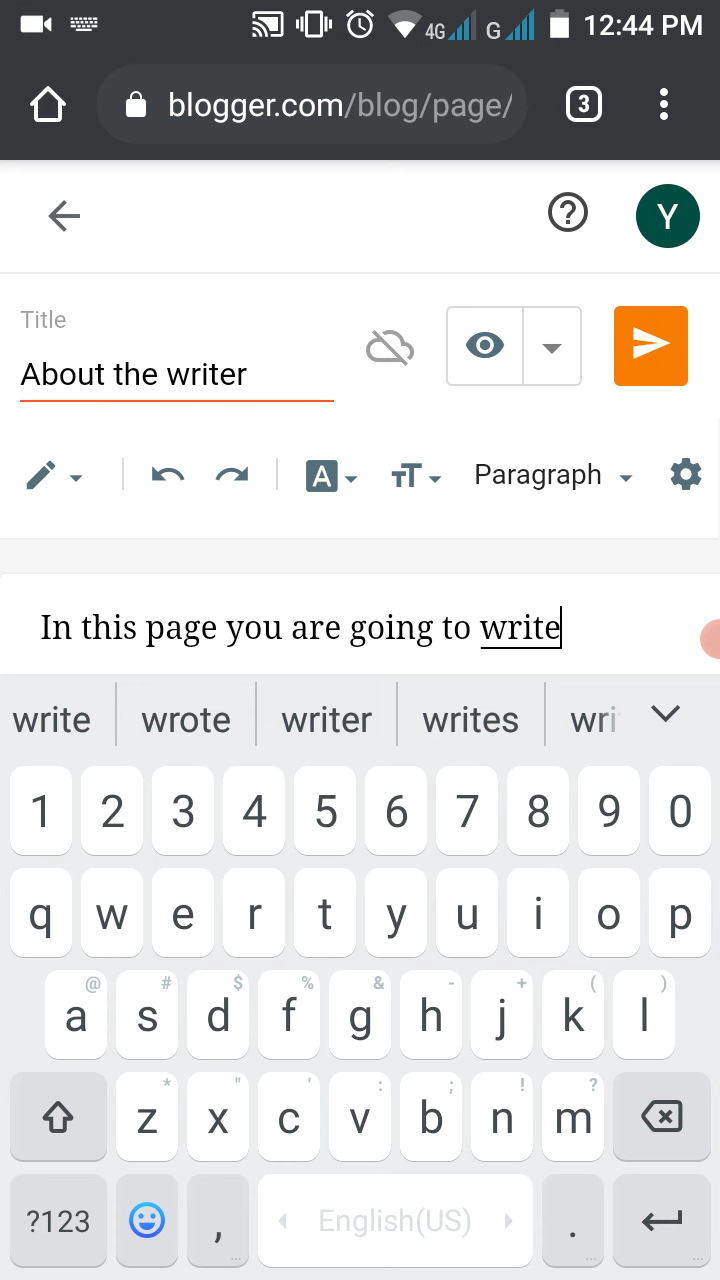 4G G 12:44 PM
blogger.com/blog/page/ 3
Y
Title
About the writer
A TT Paragraph
In this page you are going to write
write wrote writer writes wri
1 2 3 4 5 6 7 8 9 0
q w e r t y u i o p
@ # $ % & - + ( )
a s d f g h j k l
* " ' : ; ! ?
z x c v b n m
?123 , English(US) .